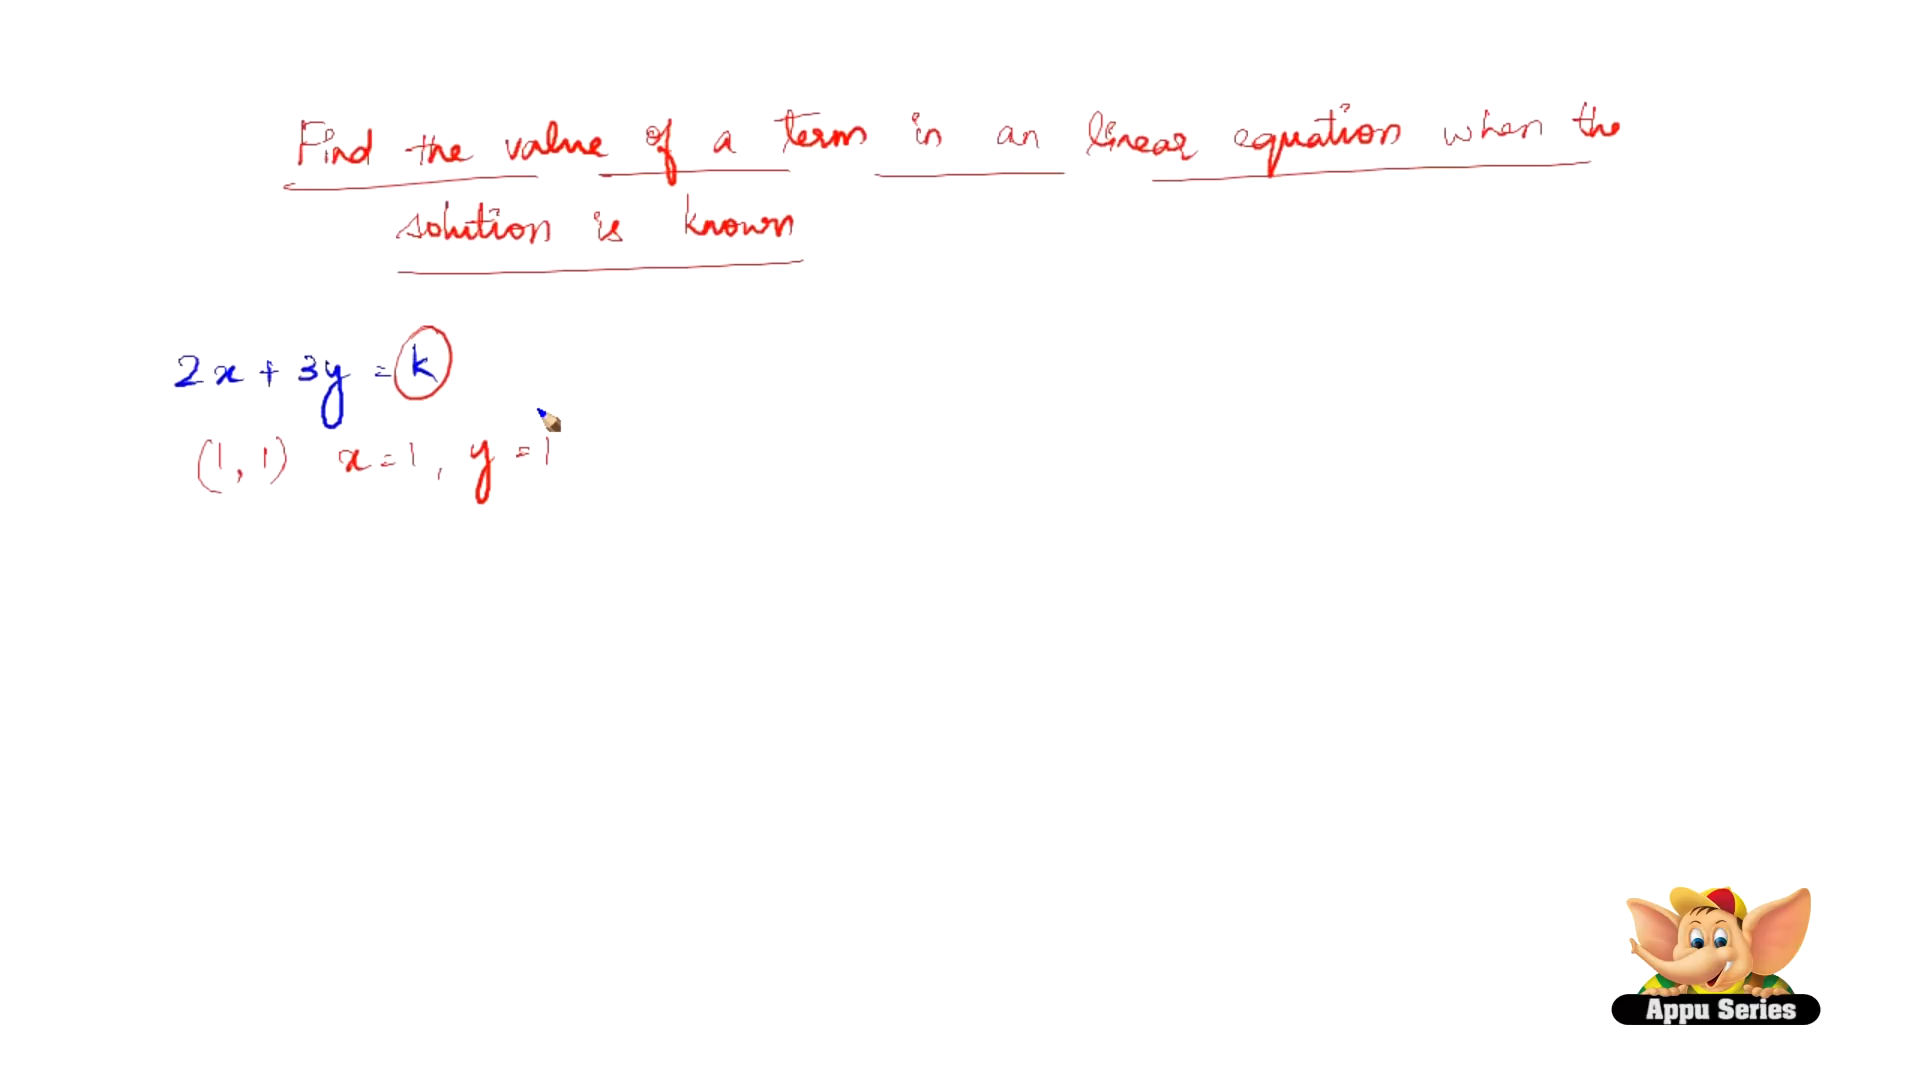 Find the value of a term in an linear equation when the
solution is known
2x + 3y = k
(1, 1) x = 1, y = 1
Appu Series